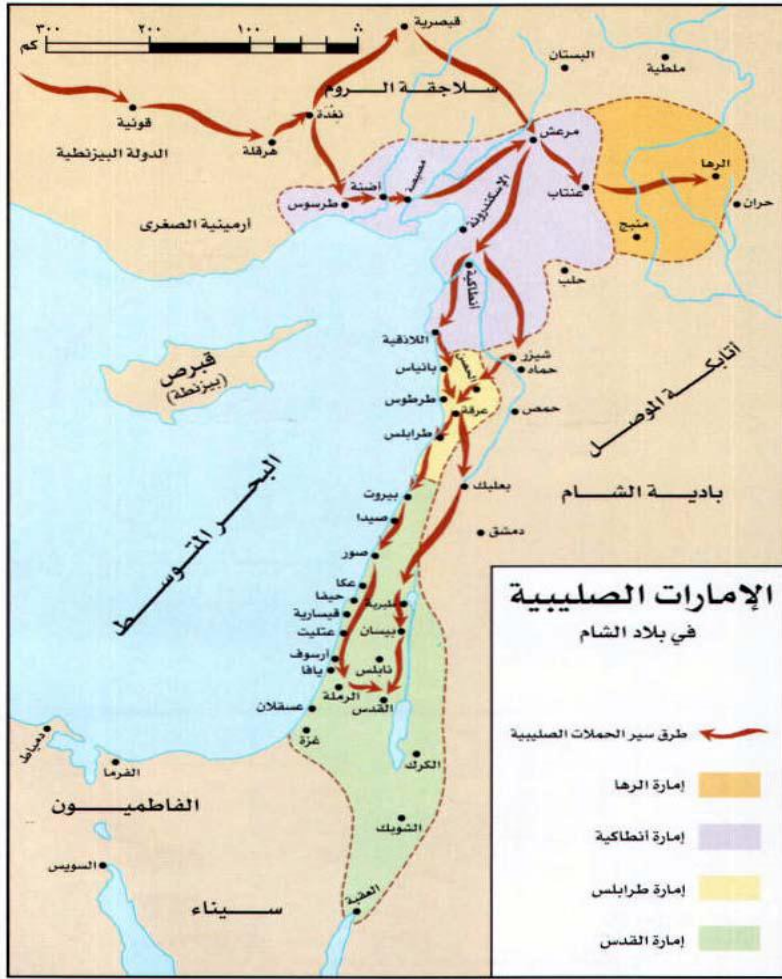 ٣٠٠ ٢٠٠ ١٠٠ ٠
كم
قيصرية
البستان
ملطية
سلاجقة الروم
قونية
نغدة
هرقلة
الدولة البيزنطية
مرعش
الرها
أضنة
مصيصة
طرسوس
عنتاب
حران
الإسكندرونة
منبج
أرمينية الصغرى
أنطاكية
حلب
اللاذقية
قبرص
(بيزنطة)
بانياس
الحصن
شيزر
حماد
أتابكة الموصل
طرطوس
عرقة
حمص
طرابلس
البحر المتوسط
بعلبك
بادية الشام
بيروت
صيدا
دمشق
صور
عكا
حيفا
طبرية
قيسارية
عتليت
بيسان
أرسوف
يافا
نابلس
الرملة
القدس
عسقلان
غزة
دمياط
الفرما
الكرك
الفاطميون
الشوبك
السويس
سيناء
العقبة
الإمارات الصليبية
في بلاد الشام
طرق سير الحملات الصليبية
إمارة الرها
إمارة أنطاكية
إمارة طرابلس
إمارة القدس